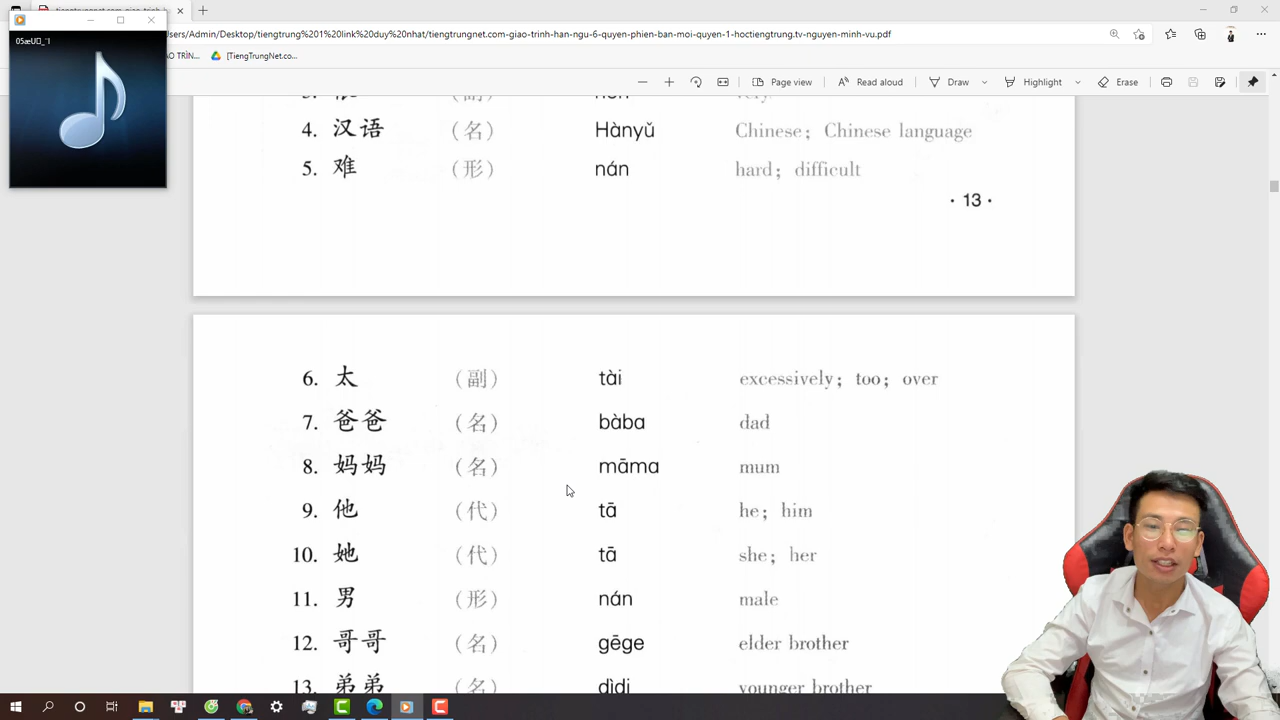 sers/Admin/Desktop/tiengtrung%201%20link%20duy%20nhat/tiengtrungnet.com-giao-trinh-han-ngu-6-quyen-phien-ban-moi-quyen-1-hoctiengtrung.tv-nguyen-minh-vu.pdf
ÁO TRÌN... [TiengTrungNet.co...
Page view Read aloud Draw Highlight Erase
4. 汉语 （名） Hànyǔ Chinese；Chinese language
5. 难 （形） nán hard；difficult
· 13 ·
6. 太 （副） tài excessively；too；over
7. 爸爸 （名） bàba dad
8. 妈妈 （名） māma mum
9. 他 （代） tā he；him
10. 她 （代） tā she；her
11. 男 （形） nán male
12. 哥哥 （名） gēge elder brother
13. 弟弟 （名） dìdi younger brother